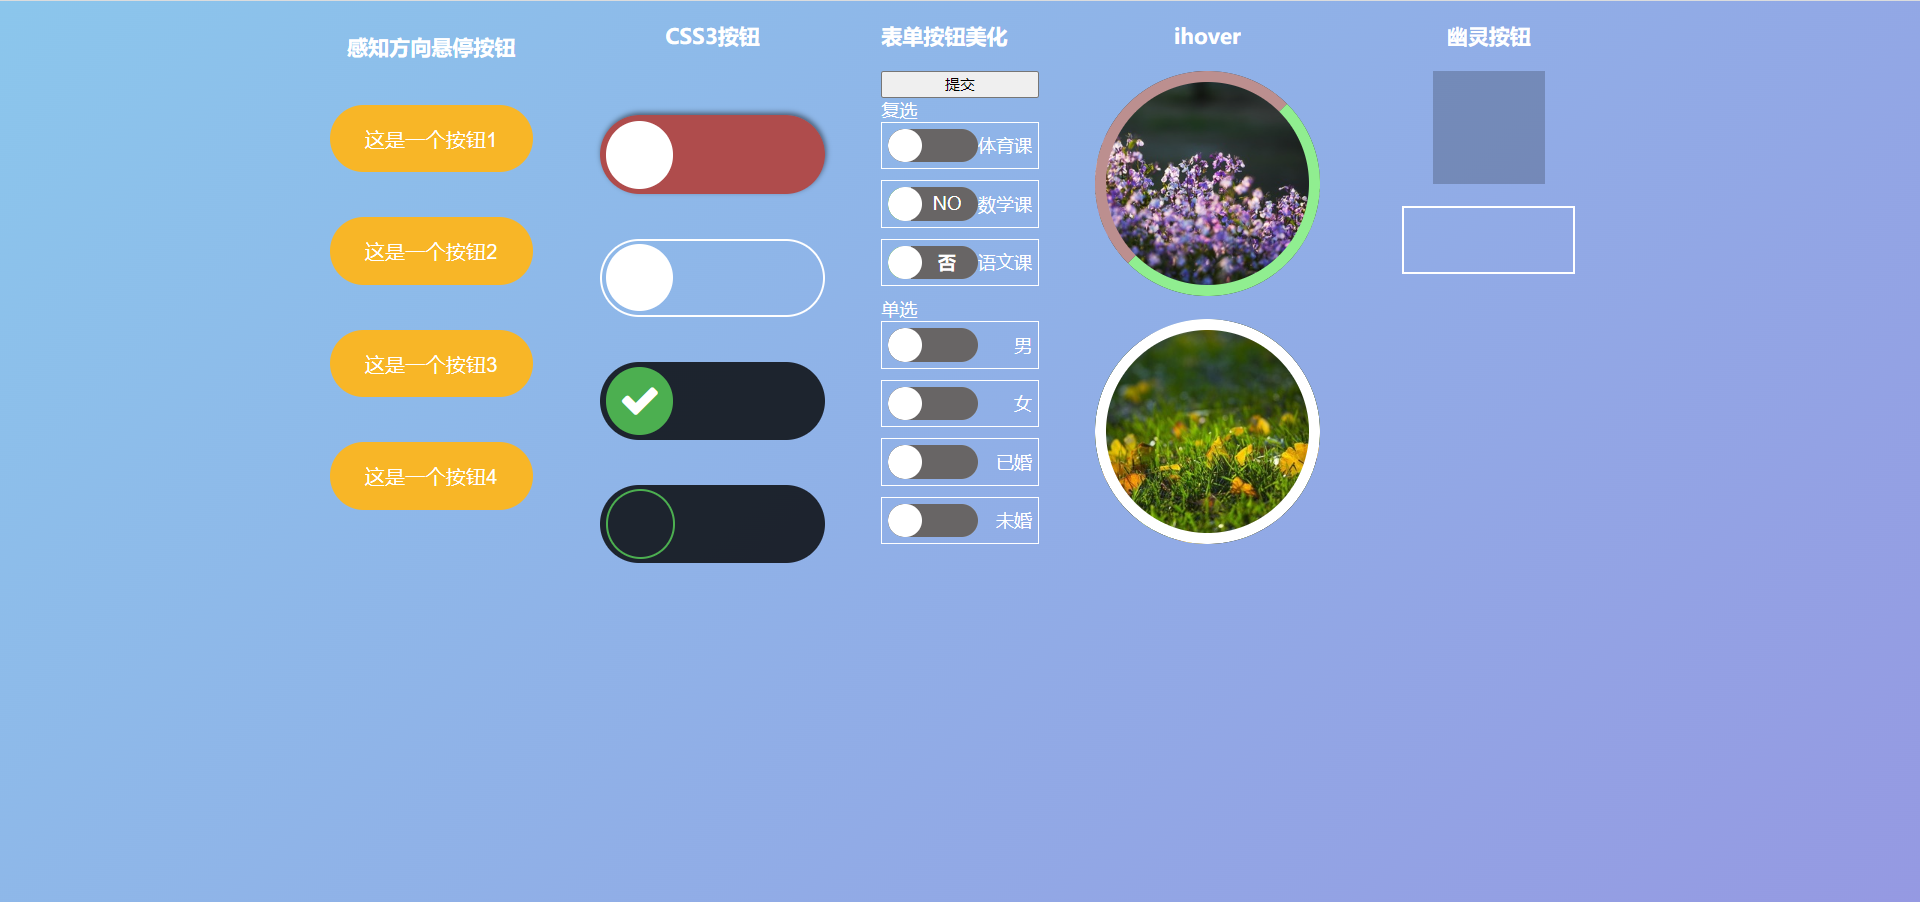 感知方向悬停按钮
这是一个按钮1
这是一个按钮2
这是一个按钮3
这是一个按钮4
CSS3按钮
表单按钮美化
提交
复选
体育课
NO 数学课
否 语文课
单选
男
女
已婚
未婚
ihover
幽灵按钮